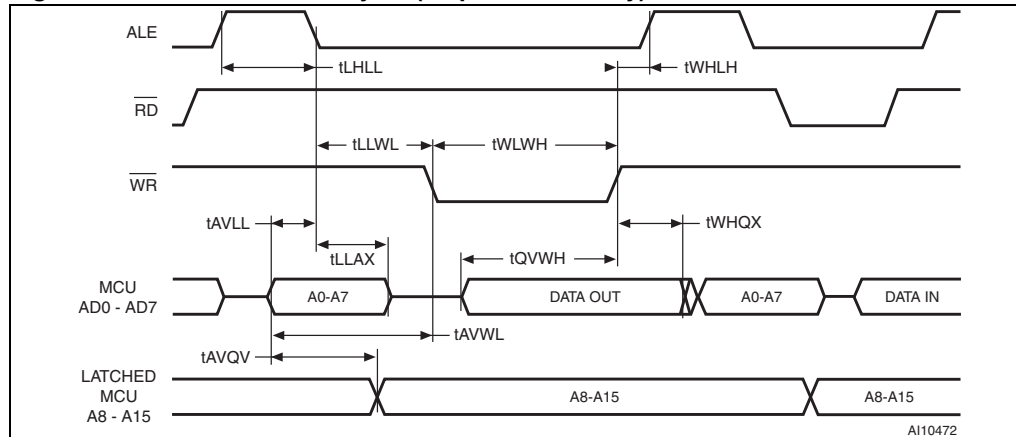 ALE
tLHLL
tWHLH
RD
tLLWL
tWLWH
WR
tAVLL
tWHQX
tLLAX
tQVWH
MCU
AD0 - AD7
A0-A7
DATA OUT
A0-A7
DATA IN
tAVWL
tAVQV
LATCHED
MCU
A8 - A15
A8-A15
A8-A15
AI10472